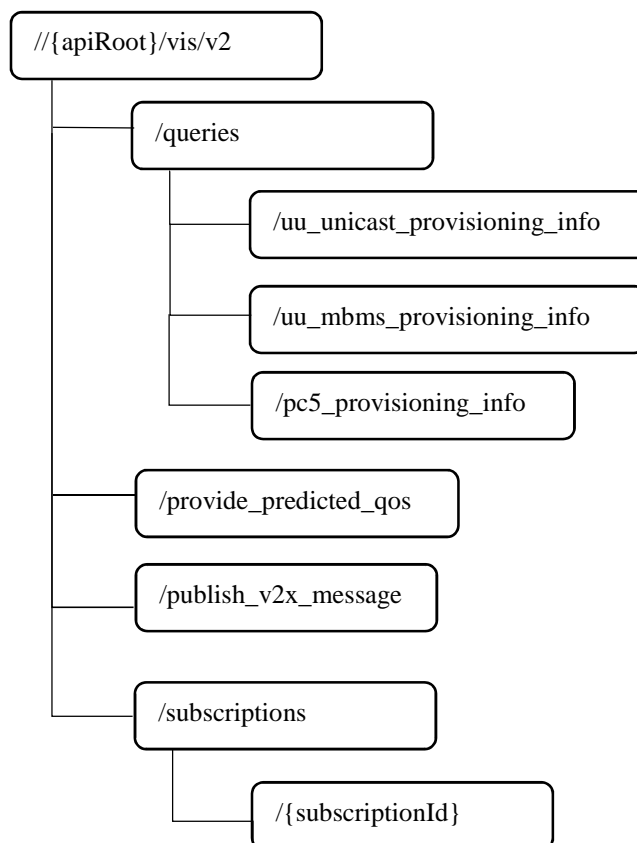 //{apiRoot}/vis/v2
/queries
/uu_unicast_provisioning_info
/uu_mbms_provisioning_info
/pc5_provisioning_info
/provide_predicted_qos
/publish_v2x_message
/subscriptions
/{subscriptionId}